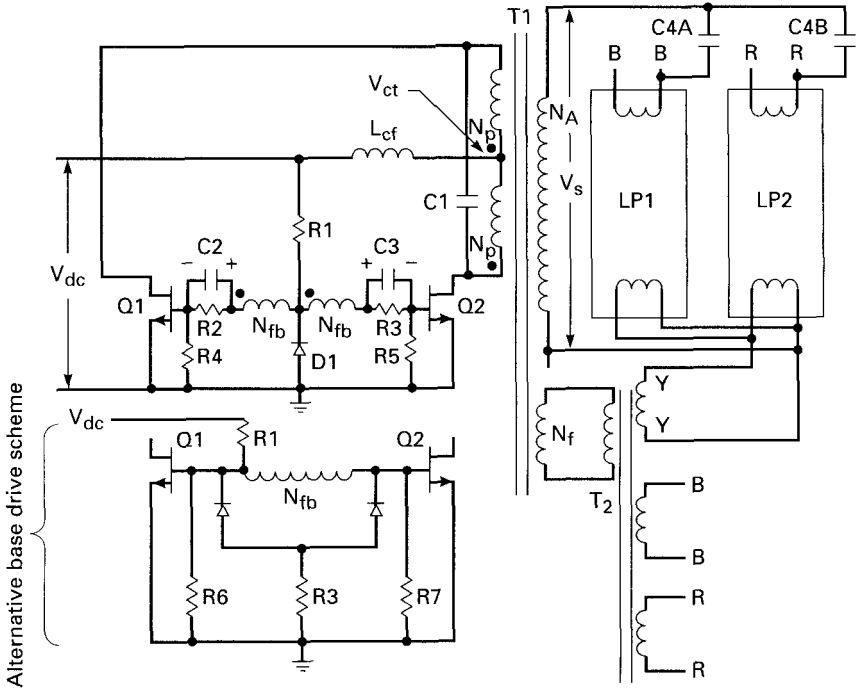 T1
C4A
C4B
B B R R
V_ct
N_p
N_A
L_cf
V_s
C1
LP1
LP2
R1
C2
C3
− + + −
N_p
V_dc
Q1
Q2
R2
N_fb
N_fb
R3
R4
D1
R5
Y
Y
N_f
V_dc
Q1
R1
Q2
N_fb
T_2
B
B
R6
R3
R7
R
R
Alternative base drive scheme